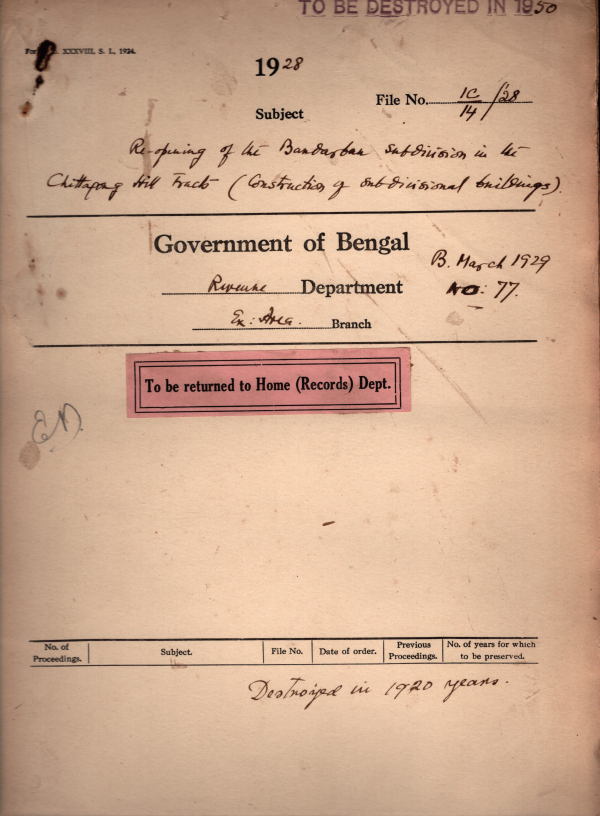 TO BE DESTROYED IN 1950
XXXVIII, S. I., 1924.
1928
File No. 1C/14/28
Subject
Re-opening of the Bandarban subdivision in the
Chittagong Hill Tracts (Construction of sub-divisional buildings).
Government of Bengal
B. March 1929
Revenue Department
No: 77.
Ex: Area. Branch
To be returned to Home (Records) Dept.
No. of Proceedings.
Subject.
File No.
Date of order.
Previous Proceedings.
No. of years for which to be preserved.
Destroyed in 1920 years.